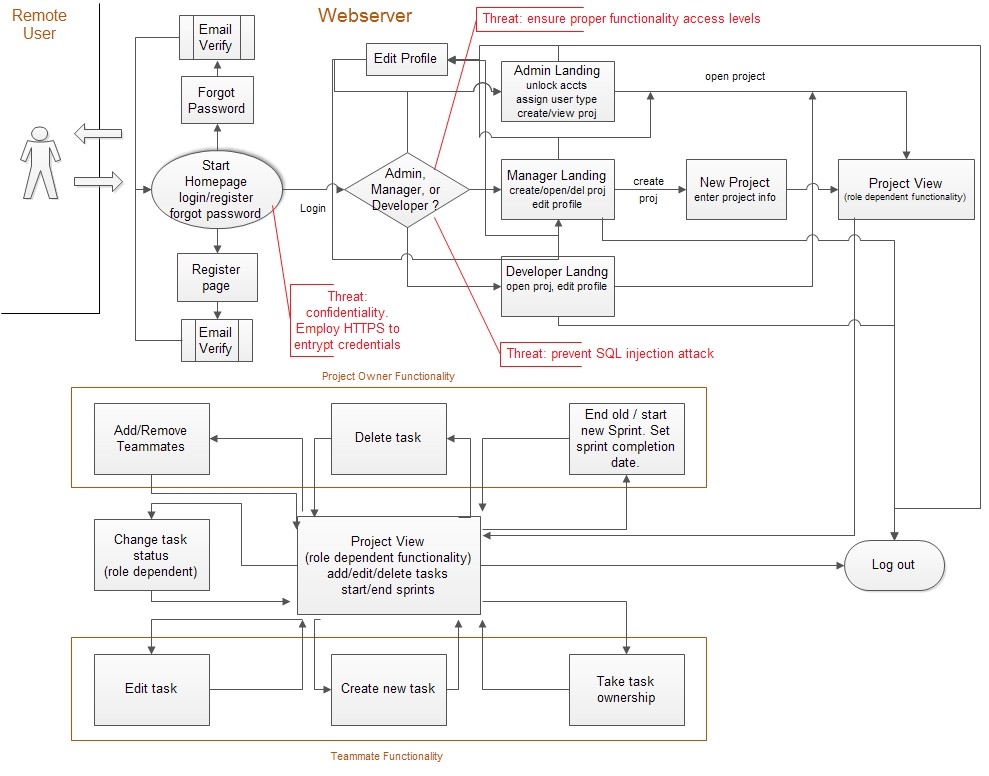 Remote
User
Webserver
Threat: ensure proper functionality access levels
Email
Verify
Edit Profile
Admin Landing
unlock accts
assign user type
create/view proj
open project
Forgot
Password
Start
Homepage
login/register
forgot password
Login
Admin,
Manager, or
Developer ?
Manager Landing
create/open/del proj
edit profile
create
proj
New Project
enter project info
Project View
(role dependent functionality)
Register
page
Developer Landng
open proj, edit profile
Threat:
confidentiality.
Employ HTTPS to
entrypt credentials
Email
Verify
Threat: prevent SQL injection attack
Project Owner Functionality
Add/Remove
Teammates
Delete task
End old / start
new Sprint. Set
sprint completion
date.
Change task
status
(role dependent)
Project View
(role dependent functionality)
add/edit/delete tasks
start/end sprints
Log out
Edit task
Create new task
Take task
ownership
Teammate Functionality